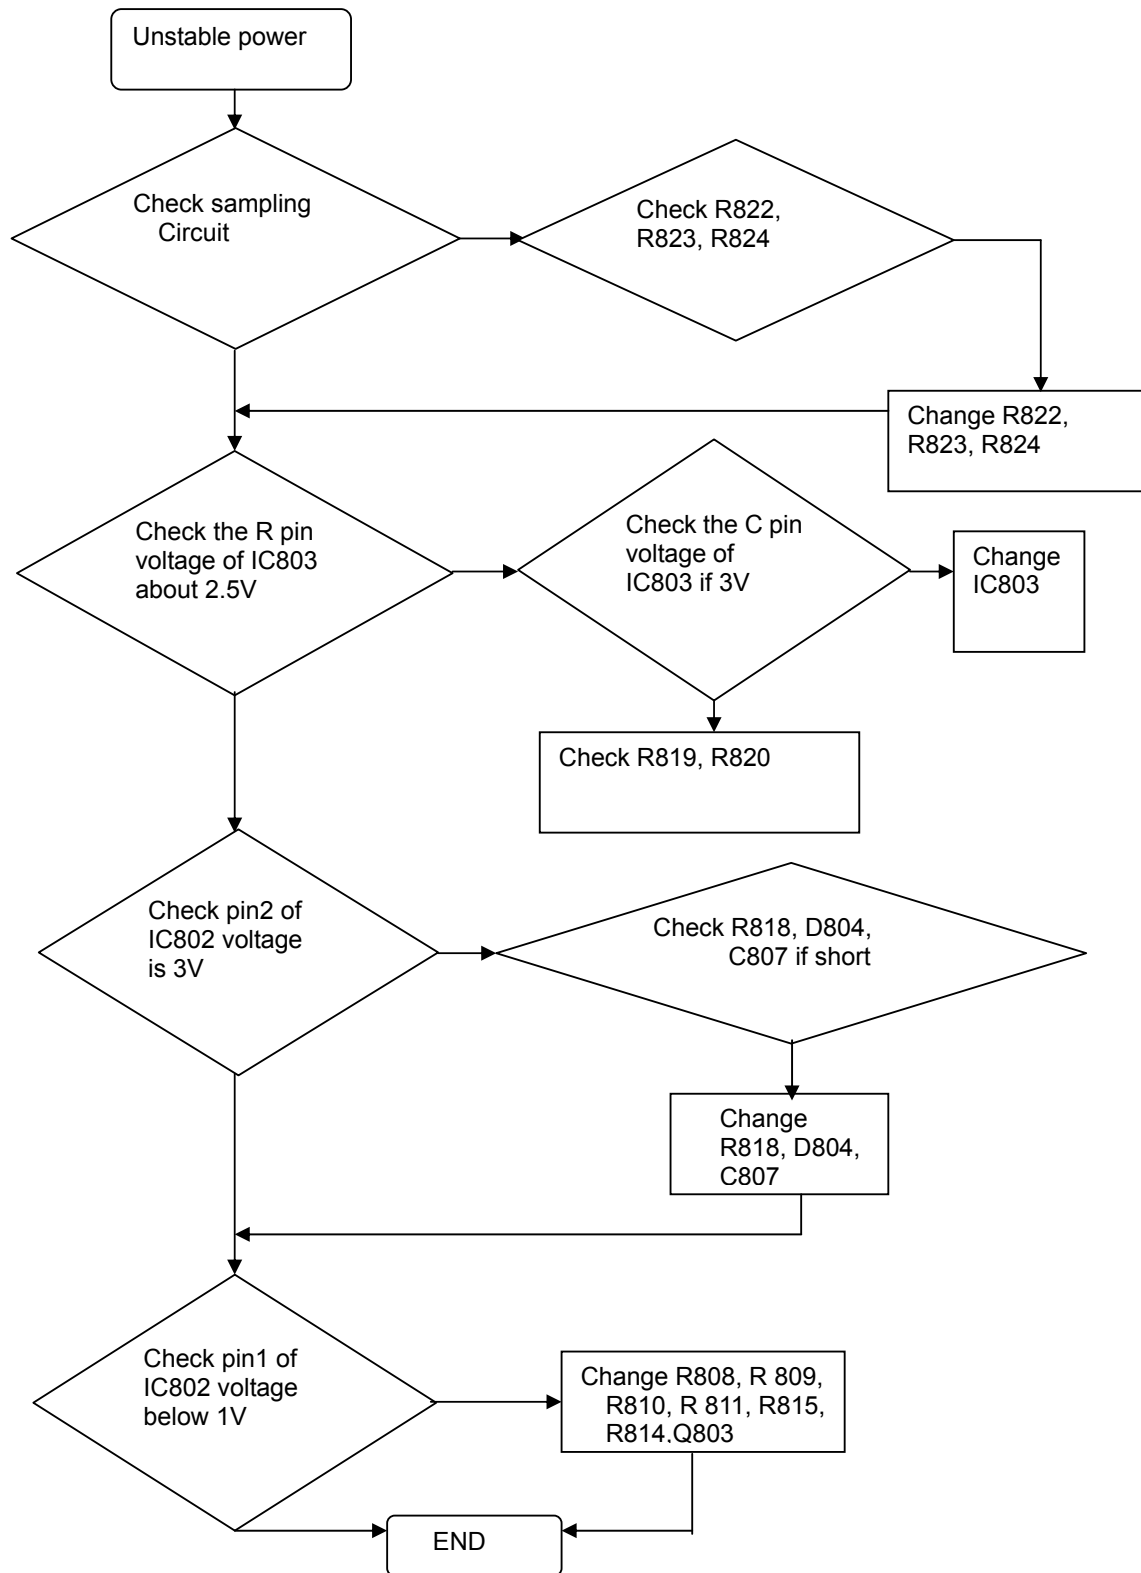 Unstable power
Check sampling
Circuit
Check R822,
R823, R824
Change R822,
R823, R824
Check the R pin
voltage of IC803
about 2.5V
Check the C pin
voltage of
IC803 if 3V
Change
IC803
Check R819, R820
Check pin2 of
IC802 voltage
is 3V
Check R818, D804,
C807 if short
Change
R818, D804,
C807
Check pin1 of
IC802 voltage
below 1V
Change R808, R 809,
R810, R 811, R815,
R814,Q803
END